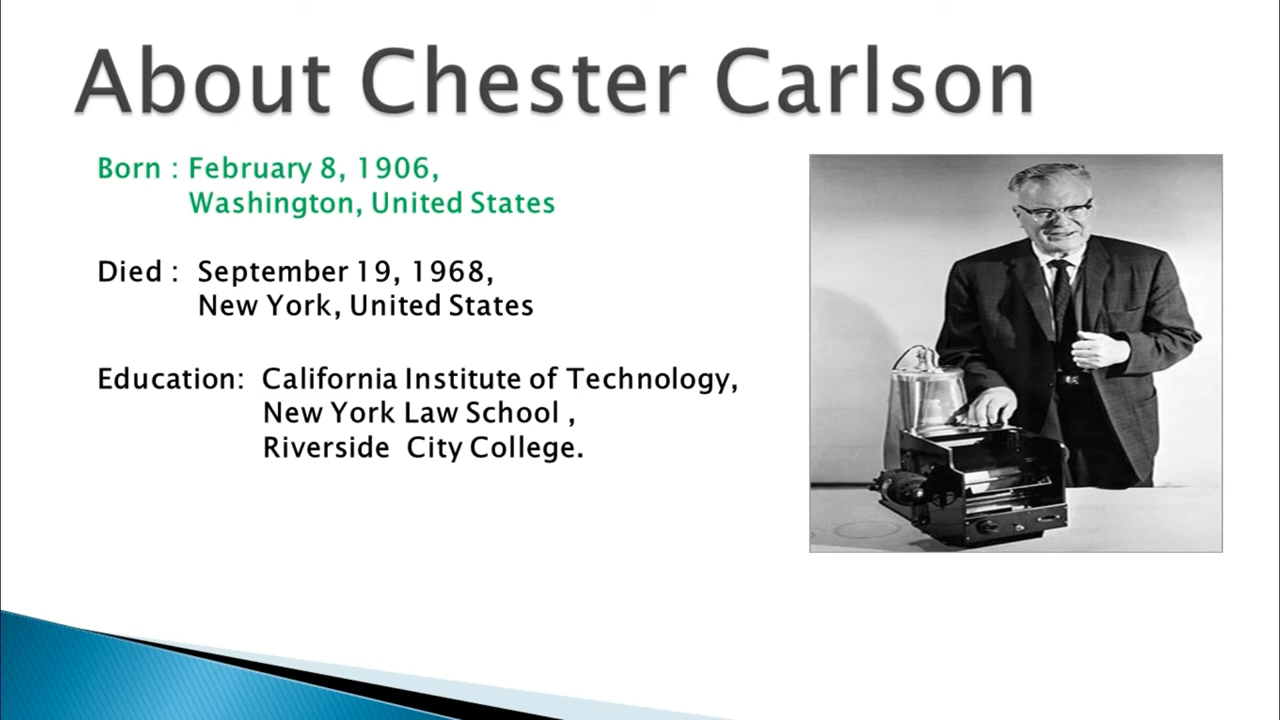 About Chester Carlson
Born : February 8, 1906,
Washington, United States
Died : September 19, 1968,
New York, United States
Education: California Institute of Technology,
New York Law School ,
Riverside City College.